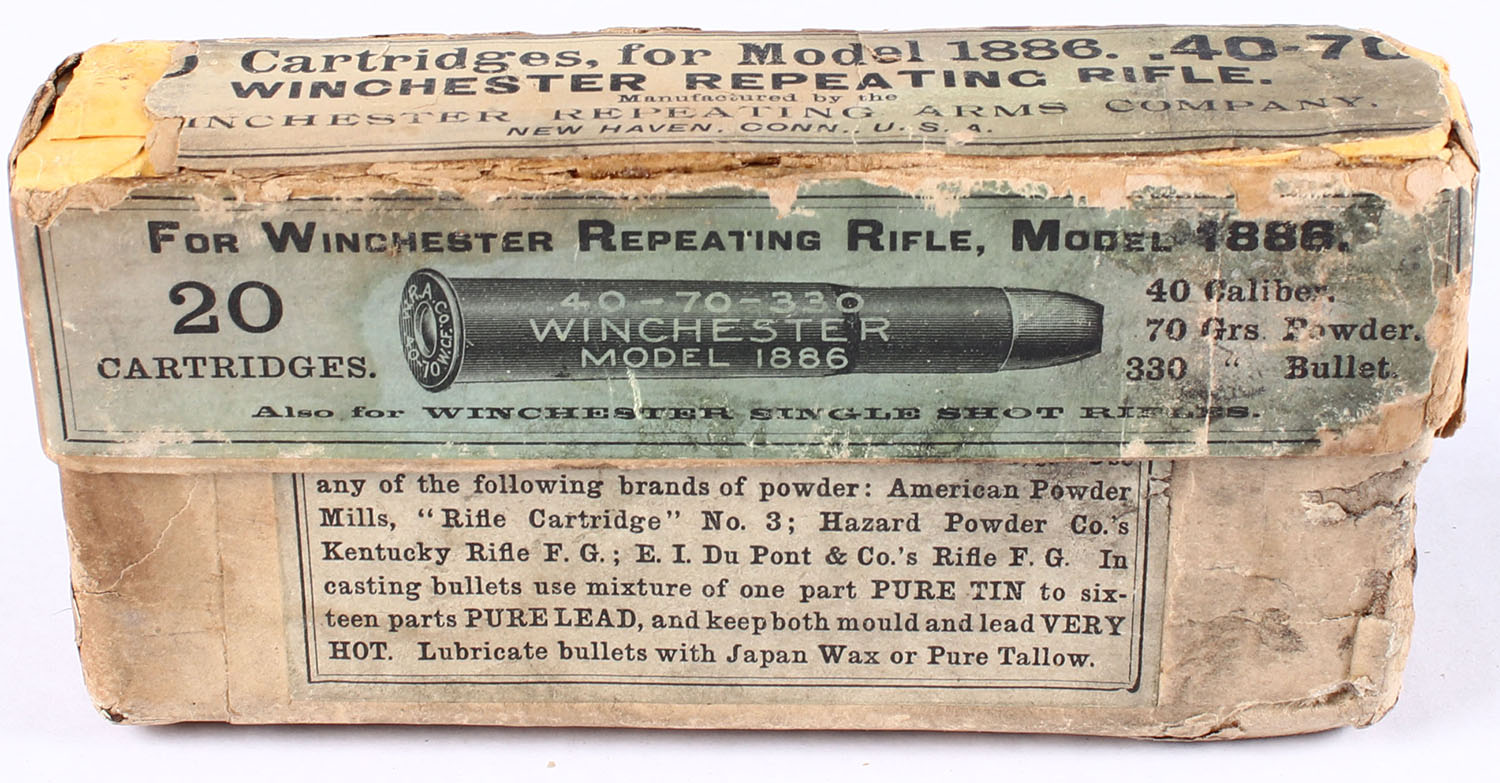 Cartridges, for Model 1886. .40-70
WINCHESTER REPEATING RIFLE.
Manufactured by the
INCHESTER REPEATING ARMS COMPANY.
NEW HAVEN, CONN., U. S. A.
FOR WINCHESTER REPEATING RIFLE, MODEL 1886.
20
CARTRIDGES.
W.R.A.CO.
40-70 W.C.F.
40-70-330
WINCHESTER
MODEL 1886
40 Caliber.
70 Grs. Powder.
330 " Bullet.
Also for WINCHESTER SINGLE SHOT RIFLES.
Use
any of the following brands of powder: American Powder
Mills, "Rifle Cartridge" No. 3; Hazard Powder Co.'s
Kentucky Rifle F. G.; E. I. Du Pont & Co.'s Rifle F. G. In
casting bullets use mixture of one part PURE TIN to six-
teen parts PURE LEAD, and keep both mould and lead VERY
HOT. Lubricate bullets with Japan Wax or Pure Tallow.